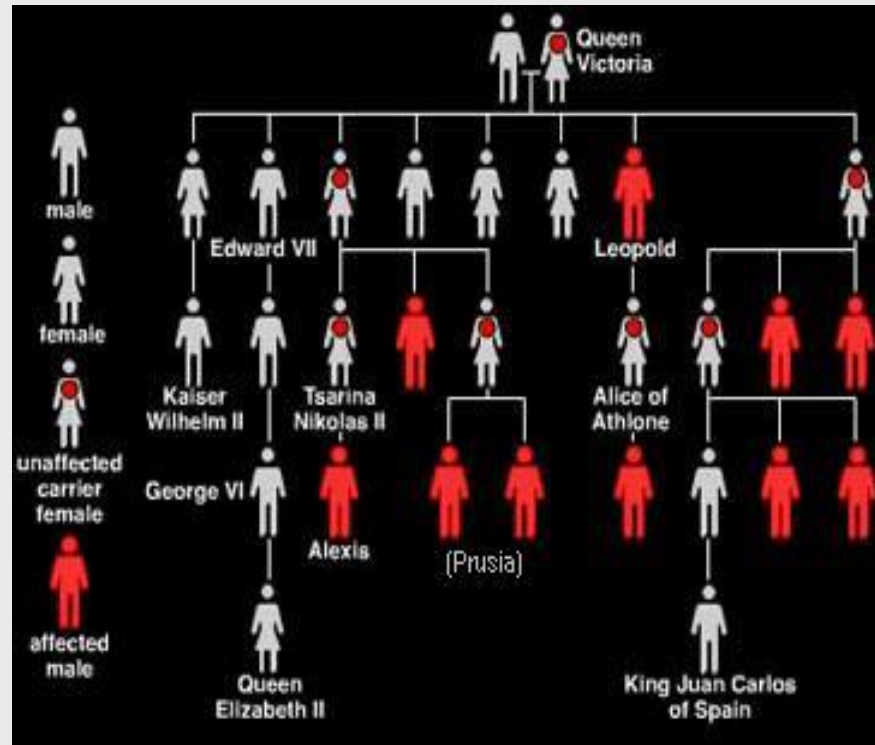 Queen
Victoria
male
female
unaffected
carrier
female
affected
male
Edward VII
Leopold
Kaiser
Wilhelm II
Tsarina
Nikolas II
Alice of
Athlone
George VI
Alexis
(Prusia)
Queen
Elizabeth II
King Juan Carlos
of Spain